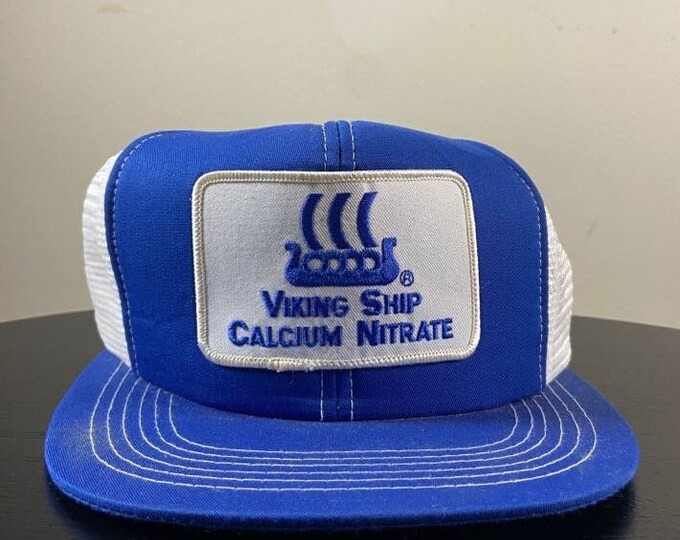 ®
VIKING SHIP
CALCIUM NITRATE